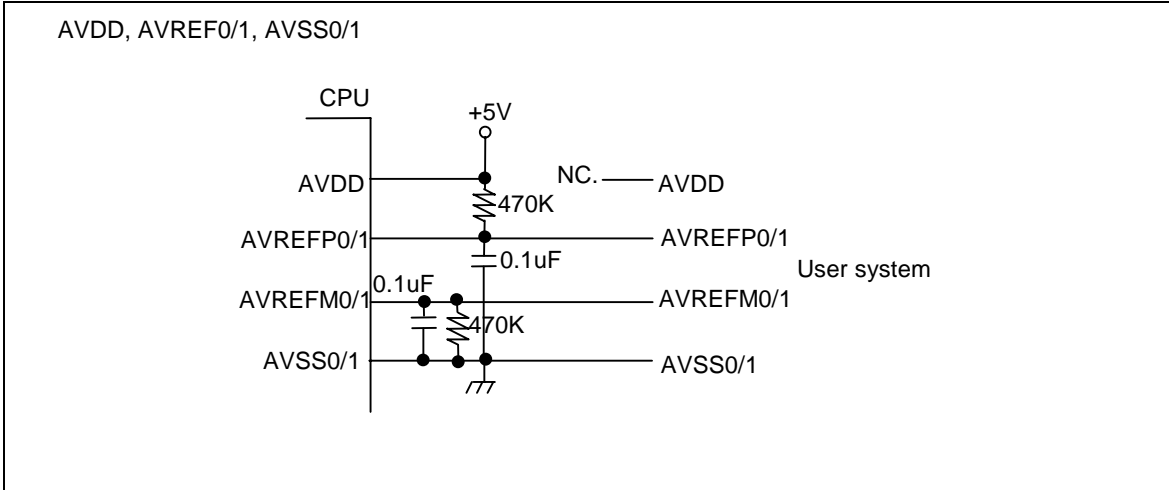 AVDD, AVREF0/1, AVSS0/1
CPU
+5V
AVDD
NC.
AVDD
470K
AVREFP0/1
AVREFP0/1
0.1uF
User system
0.1uF
AVREFM0/1
AVREFM0/1
470K
AVSS0/1
AVSS0/1